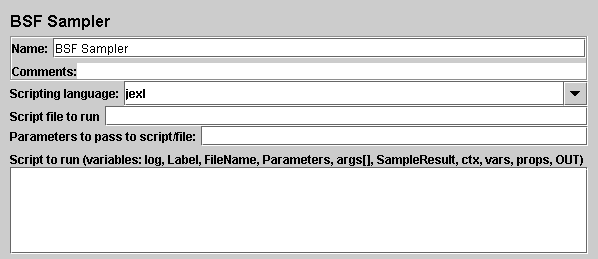 BSF Sampler
Name: BSF Sampler
Comments:
Scripting language: jexl
Script file to run
Parameters to pass to script/file:
Script to run (variables: log, Label, FileName, Parameters, args[], SampleResult, ctx, vars, props, OUT)